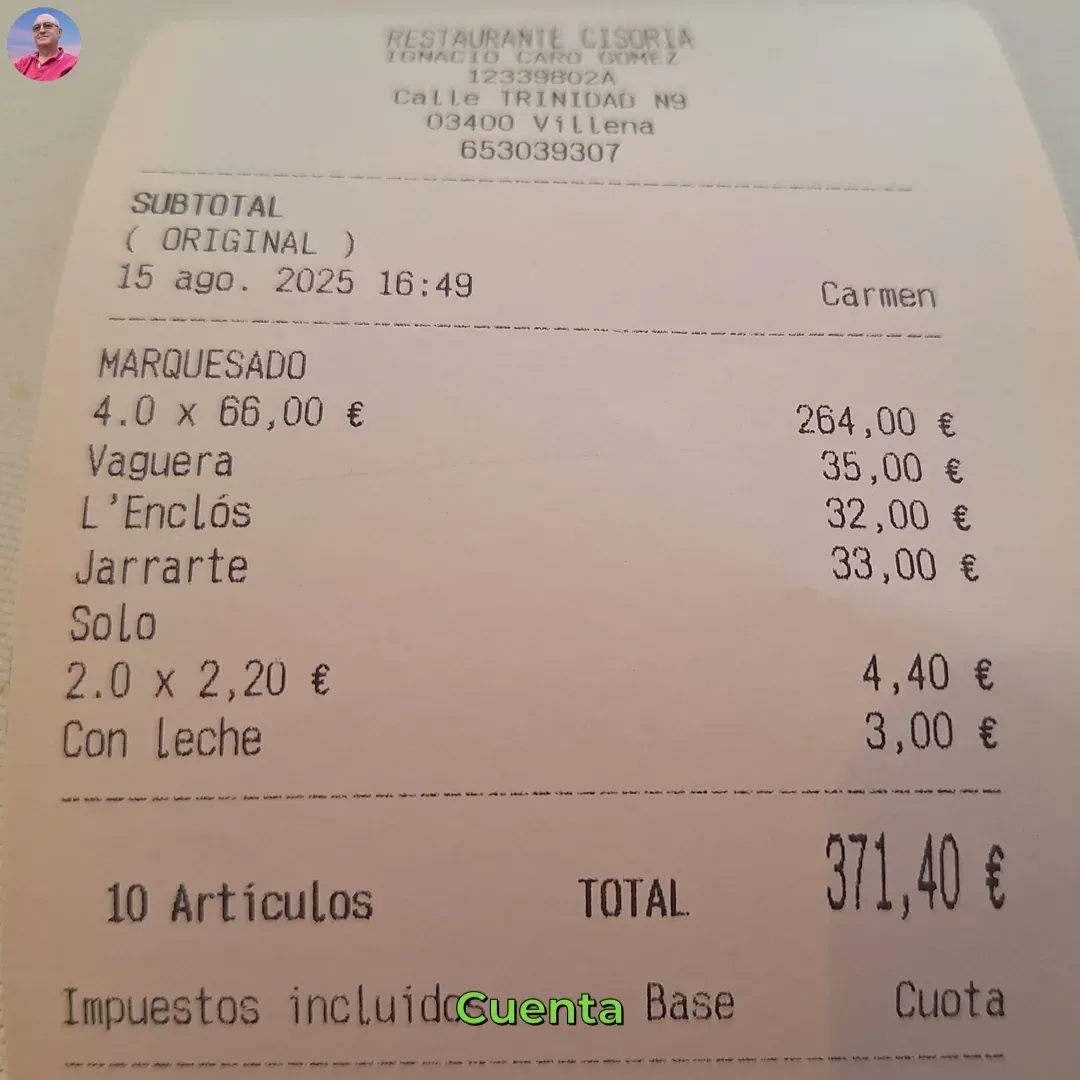 RESTAURANTE CISORIA
IGNACIO CARO GOMEZ
12339802A
Calle TRINIDAD N9
03400 Villena
653039307
SUBTOTAL
( ORIGINAL )
15 ago. 2025 16:49 Carmen
MARQUESADO
4.0 x 66,00 € 264,00 €
Vaguera 35,00 €
L'Enclós 32,00 €
Jarrarte 33,00 €
Solo
2.0 x 2,20 € 4,40 €
Con leche 3,00 €
10 Artículos TOTAL 371,40 €
Impuestos incluidos Base Cuota
Cuenta